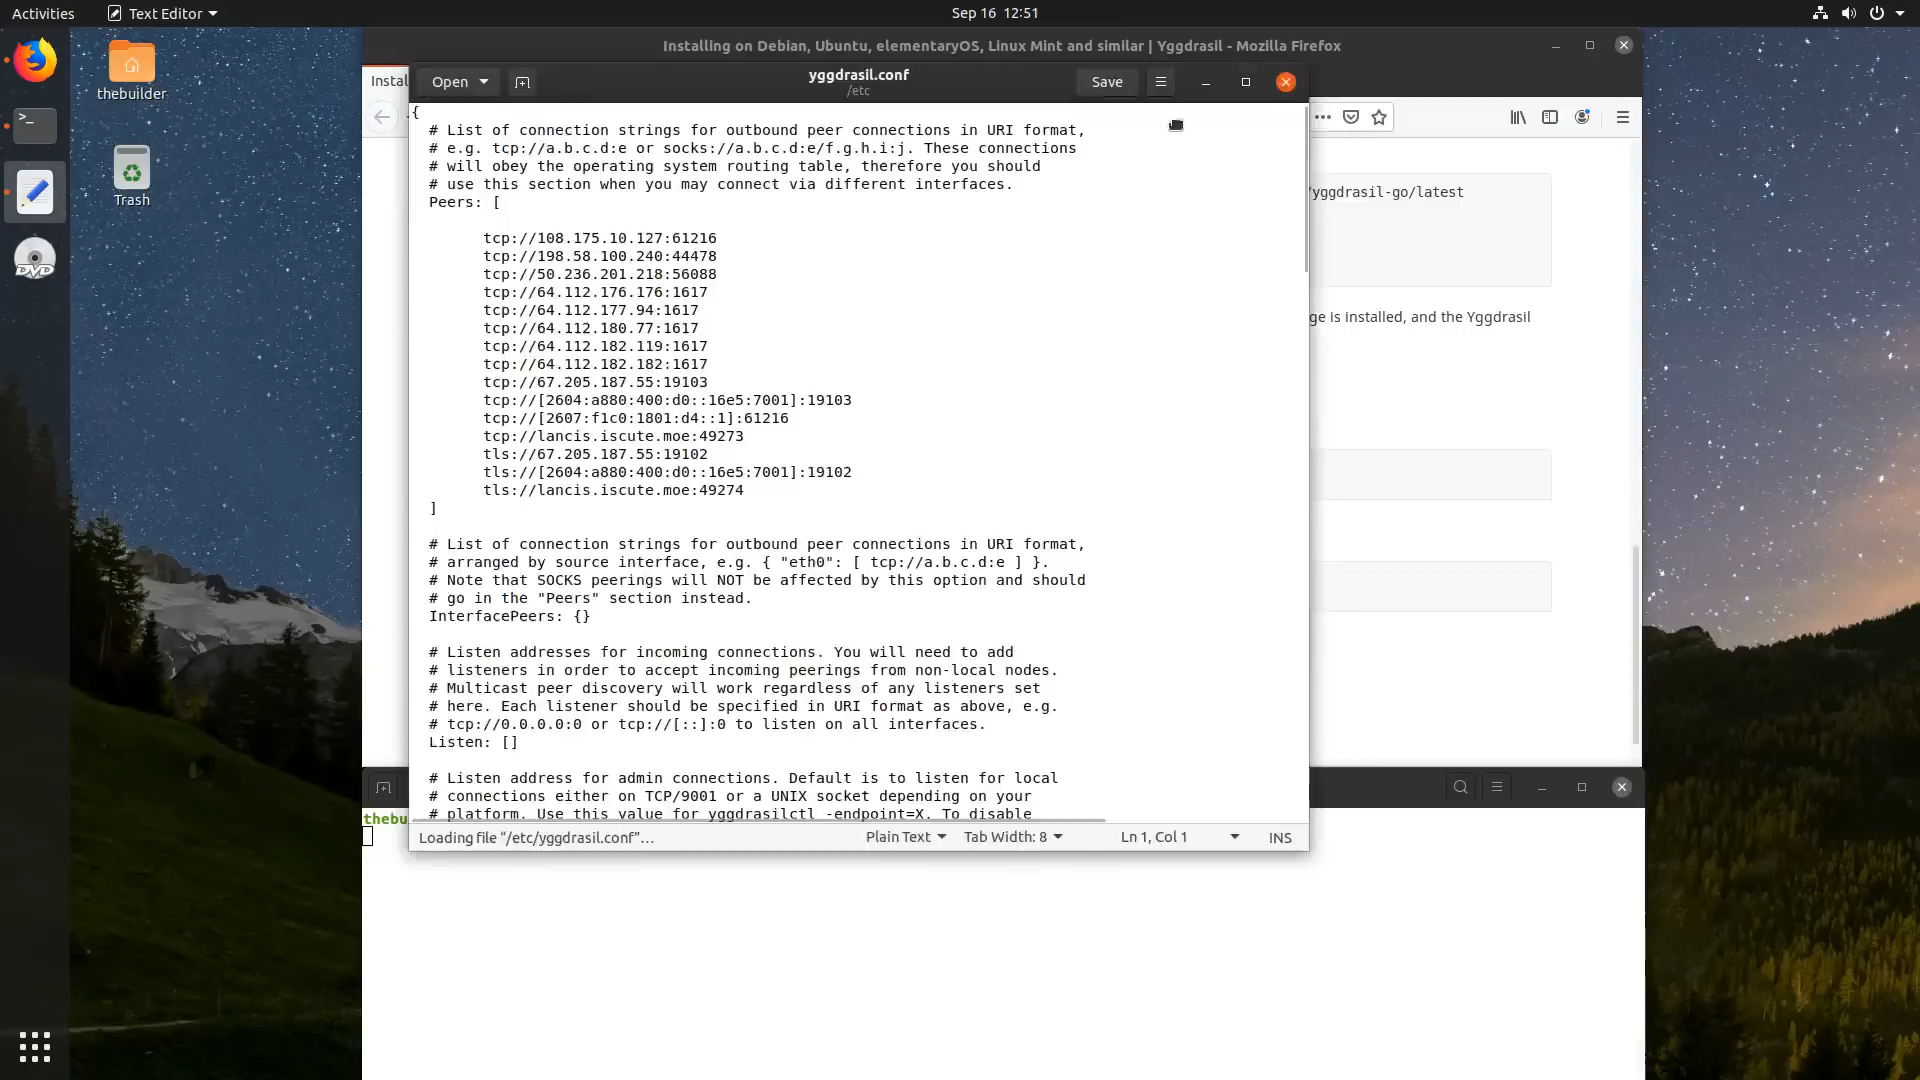 Activities
Text Editor
Sep 16 12:51
thebuilder
Trash
DVD
Installing on Debian, Ubuntu, elementaryOS, Linux Mint and similar | Yggdrasil - Mozilla Firefox
Instal
Open
yggdrasil.conf
/etc
Save
{
# List of connection strings for outbound peer connections in URI format,
# e.g. tcp://a.b.c.d:e or socks://a.b.c.d:e/f.g.h.i:j. These connections
# will obey the operating system routing table, therefore you should
# use this section when you may connect via different interfaces.
Peers: [
tcp://108.175.10.127:61216
tcp://198.58.100.240:44478
tcp://50.236.201.218:56088
tcp://64.112.176.176:1617
tcp://64.112.177.94:1617
tcp://64.112.180.77:1617
tcp://64.112.182.119:1617
tcp://64.112.182.182:1617
tcp://67.205.187.55:19103
tcp://[2604:a880:400:d0::16e5:7001]:19103
tcp://[2607:f1c0:1801:d4::1]:61216
tcp://lancis.iscute.moe:49273
tls://67.205.187.55:19102
tls://[2604:a880:400:d0::16e5:7001]:19102
tls://lancis.iscute.moe:49274
]
# List of connection strings for outbound peer connections in URI format,
# arranged by source interface, e.g. { "eth0": [ tcp://a.b.c.d:e ] }.
# Note that SOCKS peerings will NOT be affected by this option and should
# go in the "Peers" section instead.
InterfacePeers: {}
# Listen addresses for incoming connections. You will need to add
# listeners in order to accept incoming peerings from non-local nodes.
# Multicast peer discovery will work regardless of any listeners set
# here. Each listener should be specified in URI format as above, e.g.
# tcp://0.0.0.0:0 or tcp://[::]:0 to listen on all interfaces.
Listen: []
# Listen address for admin connections. Default is to listen for local
# connections either on TCP/9001 or a UNIX socket depending on your
# platform. Use this value for yggdrasilctl -endpoint=X. To disable
Loading file “/etc/yggdrasil.conf”…
Plain Text
Tab Width: 8
Ln 1, Col 1
INS
/yggdrasil-go/latest
ge is installed, and the Yggdrasil
thebu